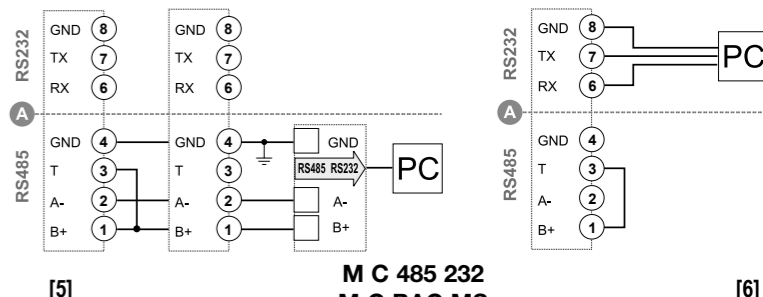 RS232
GND 8
TX 7
RX 6
GND 8
TX 7
RX 6
A
RS485
GND 4
T 3
A- 2
B+ 1
GND 4
T 3
A- 2
B+ 1
GND
RS485 RS232
A-
B+
PC
[5]
M C 485 232
M C BAC MS
RS232
GND 8
TX 7
RX 6
PC
A
RS485
GND 4
T 3
A- 2
B+ 1
[6]